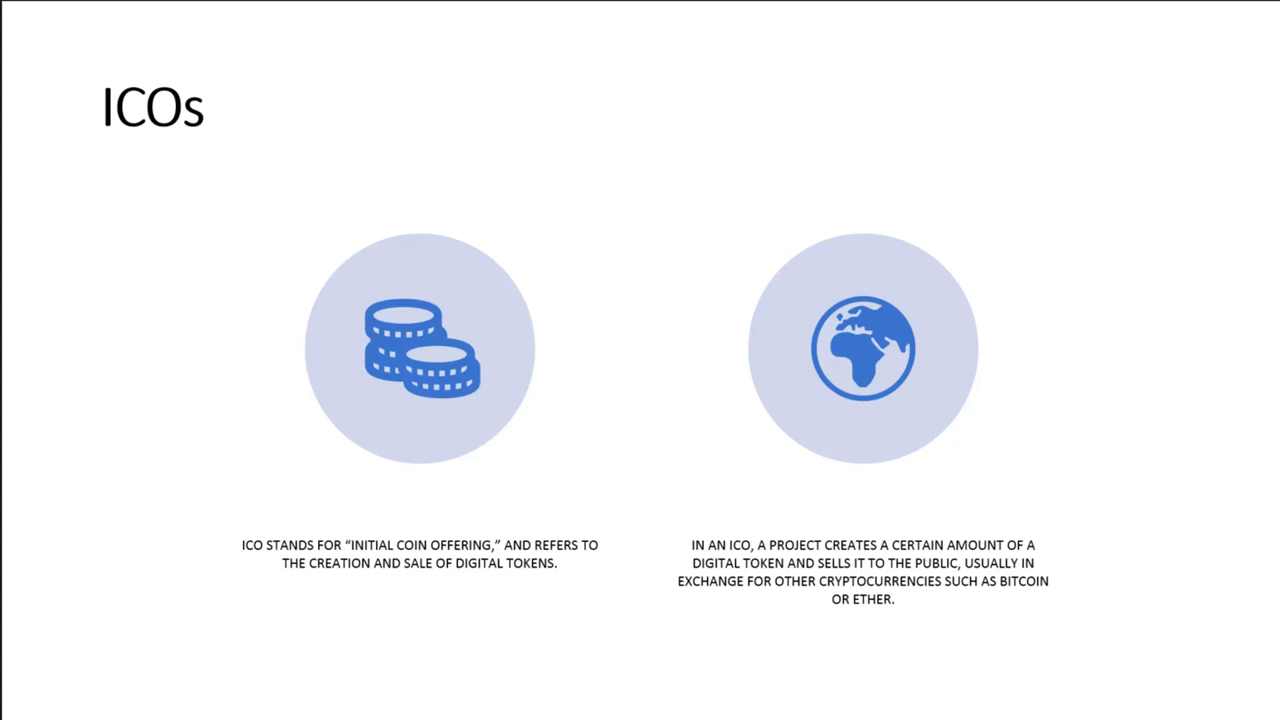 ICOs
ICO STANDS FOR “INITIAL COIN OFFERING,” AND REFERS TO
THE CREATION AND SALE OF DIGITAL TOKENS.
IN AN ICO, A PROJECT CREATES A CERTAIN AMOUNT OF A
DIGITAL TOKEN AND SELLS IT TO THE PUBLIC, USUALLY IN
EXCHANGE FOR OTHER CRYPTOCURRENCIES SUCH AS BITCOIN
OR ETHER.